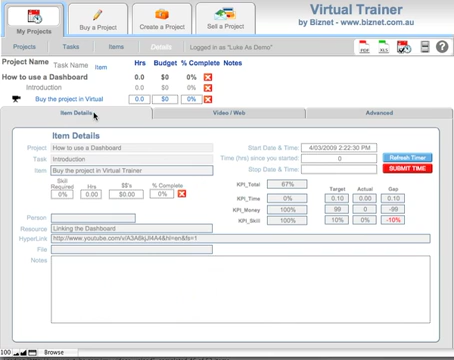 My Projects
Buy a Project
Create a Project
Sell a Project
Virtual Trainer
by Biznet - www.biznet.com.au
Projects Tasks Items Details Logged in as "Luke As Demo"
PDF XLS
Project Name Task Name Item Hrs Budget % Complete Notes
How to use a Dashboard 0.0 $0 0%
Introduction 0.0 $0 0%
Buy the project in Virtual 0.0 $0 0%
Item Details Video / Web Advanced
Item Details
Project How to use a Dashboard
Task Introduction
Item Buy the project in Virtual Trainer
Start Date & Time: 4/03/2009 2:22:30 PM
Time (hrs) since you started: 0 Refresh Timer
Stop Date & Time: SUBMIT TIME
Skill Required Hrs $$'s % Complete
0% 0.00 $0.00 0%
KPI_Total 67% Target Actual Gap
KPI_Time 0% 0.10 0.00 0.10
KPI_Money 100% 99 0 -99
KPI_Skill 100% 10% 0% -10%
Person
Resource Linking the Dashboard
HyperLink http://www.youtube.com/v/A3A6kjJf4A4&hl=en&fs=1
File
Notes
100 Browse